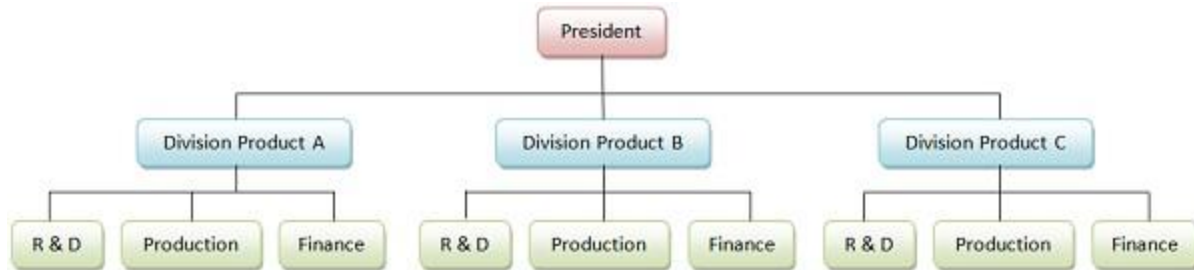 President
Division Product A
Division Product B
Division Product C
R & D
Production
Finance
R & D
Production
Finance
R & D
Production
Finance